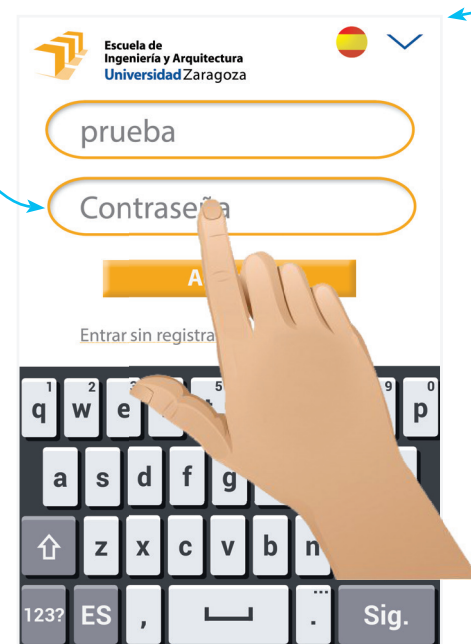 Escuela de
Ingeniería y Arquitectura
Universidad Zaragoza
prueba
Contraseña
A
Entrar sin registra
1 2 3 5 9 0
q w e p
a s d f g
z x c v b n
123? ES , ... . Sig.